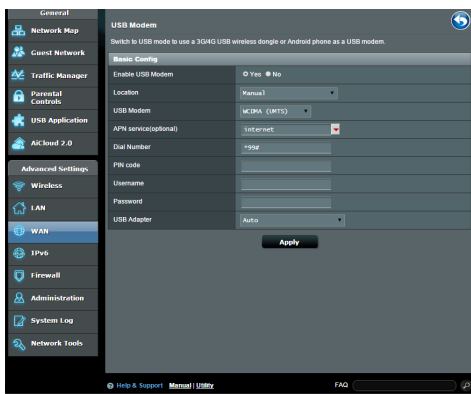 General
Network Map
Guest Network
Traffic Manager
Parental
Controls
USB Application
AiCloud 2.0
Advanced Settings
Wireless
LAN
WAN
IPv6
Firewall
Administration
System Log
Network Tools
USB Modem
Switch to USB mode to use a 3G/4G USB wireless dongle or Android phone as a USB modem.
Basic Config
Enable USB Modem Yes No
Location Manual
USB Modem WCDMA (UMTS)
APN service(optional) internet
Dial Number *99#
PIN code
Username
Password
USB Adapter Auto
Apply
Help & Support Manual | Utility FAQ